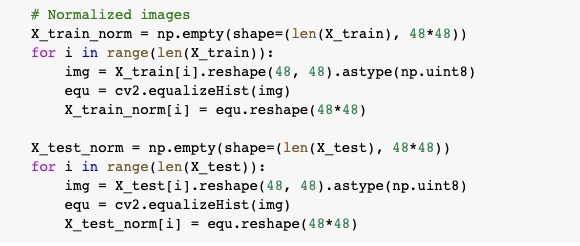 # Normalized images
X_train_norm = np.empty(shape=(len(X_train), 48*48))
for i in range(len(X_train)):
    img = X_train[i].reshape(48, 48).astype(np.uint8)
    equ = cv2.equalizeHist(img)
    X_train_norm[i] = equ.reshape(48*48)

X_test_norm = np.empty(shape=(len(X_test), 48*48))
for i in range(len(X_test)):
    img = X_test[i].reshape(48, 48).astype(np.uint8)
    equ = cv2.equalizeHist(img)
    X_test_norm[i] = equ.reshape(48*48)